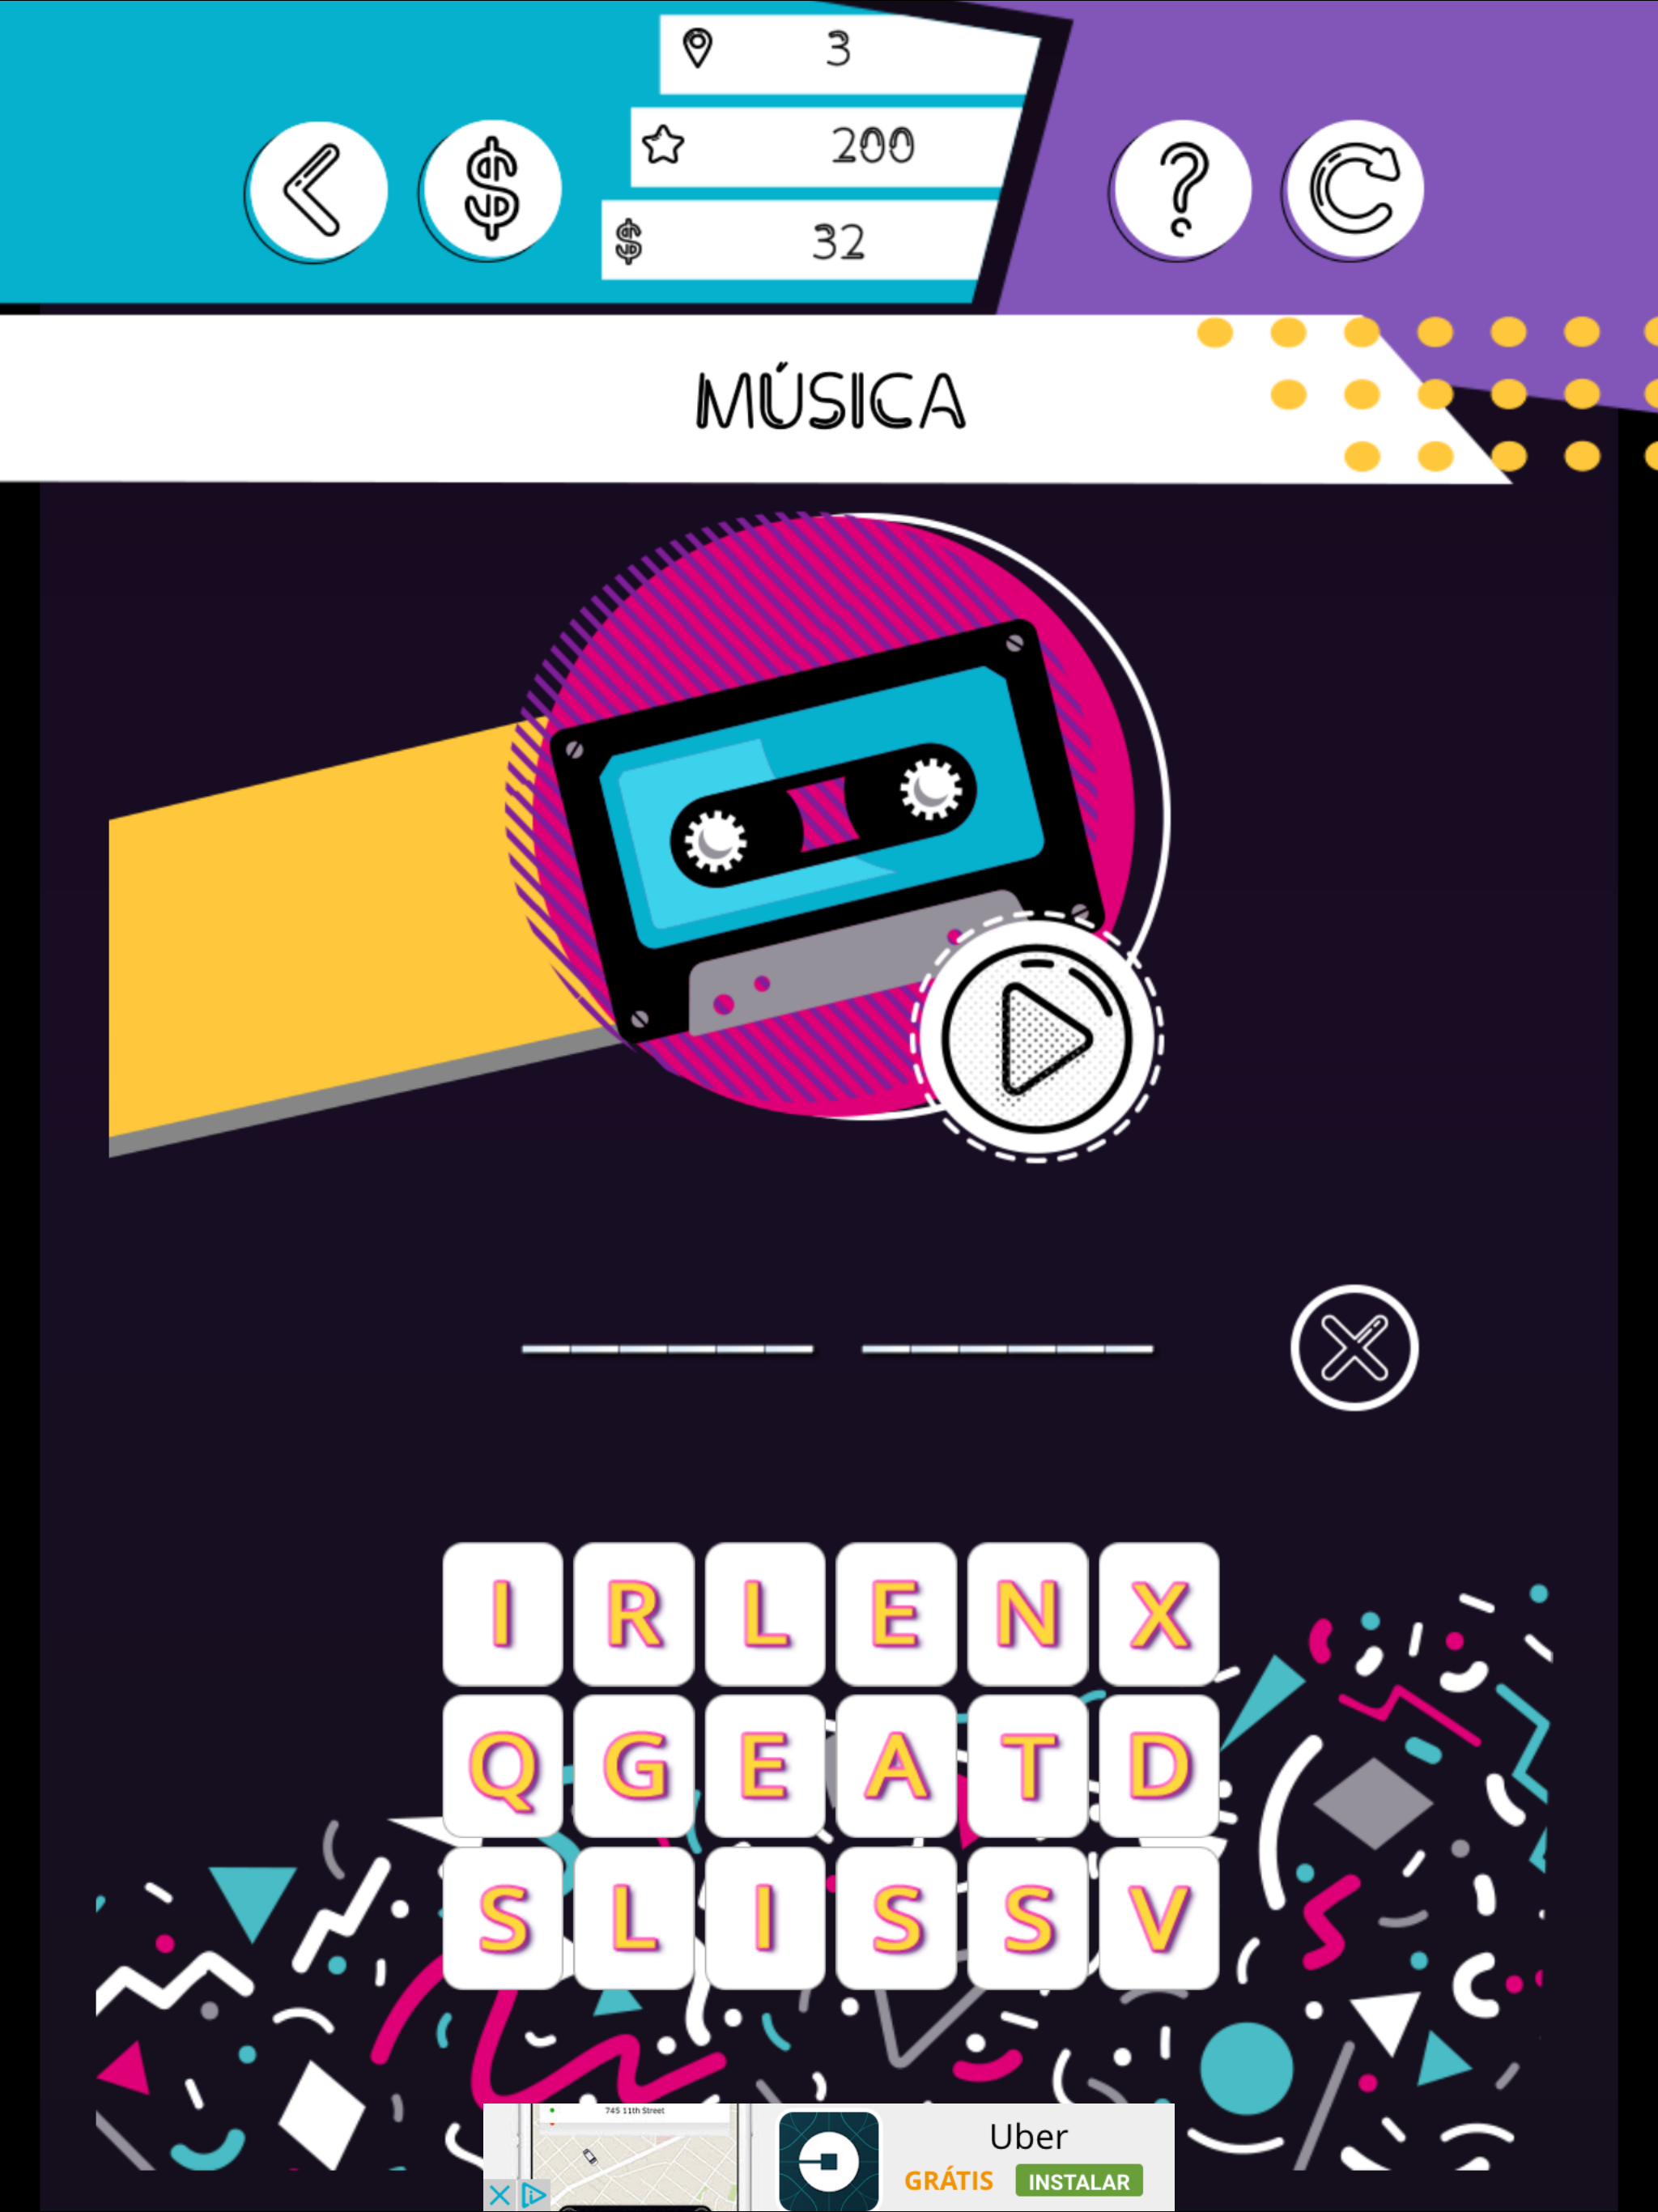 3
200
$ 32
MÚSICA
I R L E N X
Q G E A T D
S L I S S V
745 11th Street
Uber
GRÁTIS INSTALAR